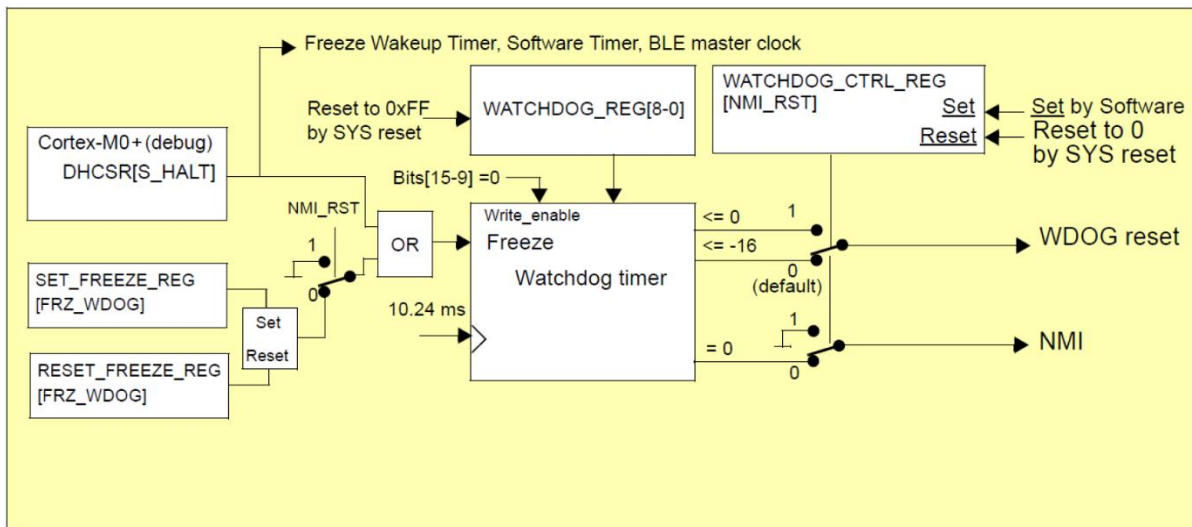 Freeze Wakeup Timer, Software Timer, BLE master clock
Cortex-M0+(debug)
DHCSR[S_HALT]
Reset to 0xFF
by SYS reset
WATCHDOG_REG[8-0]
WATCHDOG_CTRL_REG
[NMI_RST]
Set
Reset
Set by Software
Reset to 0
by SYS reset
Bits[15-9] =0
NMI_RST
1
0
OR
SET_FREEZE_REG
[FRZ_WDOG]
RESET_FREEZE_REG
[FRZ_WDOG]
Set
Reset
10.24 ms
Write_enable
Freeze
Watchdog timer
<= 0
<= -16
= 0
1
0
(default)
WDOG reset
1
0
NMI